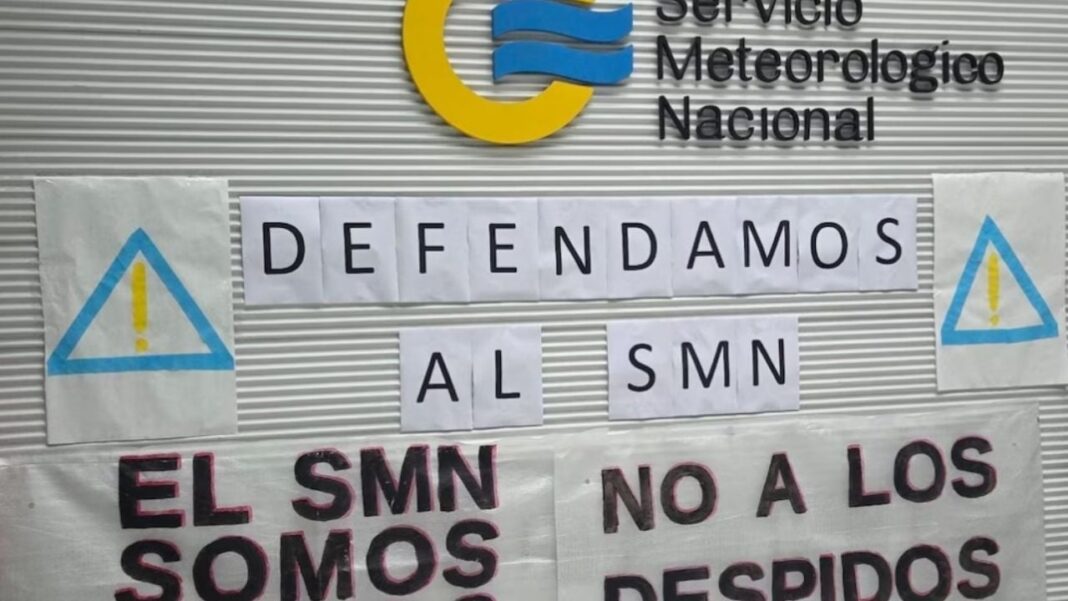 Servicio
Meteorologico
Nacional
DEFENDAMOS
AL SMN
EL SMN
SOMOS
NO A LOS
DESPIDOS